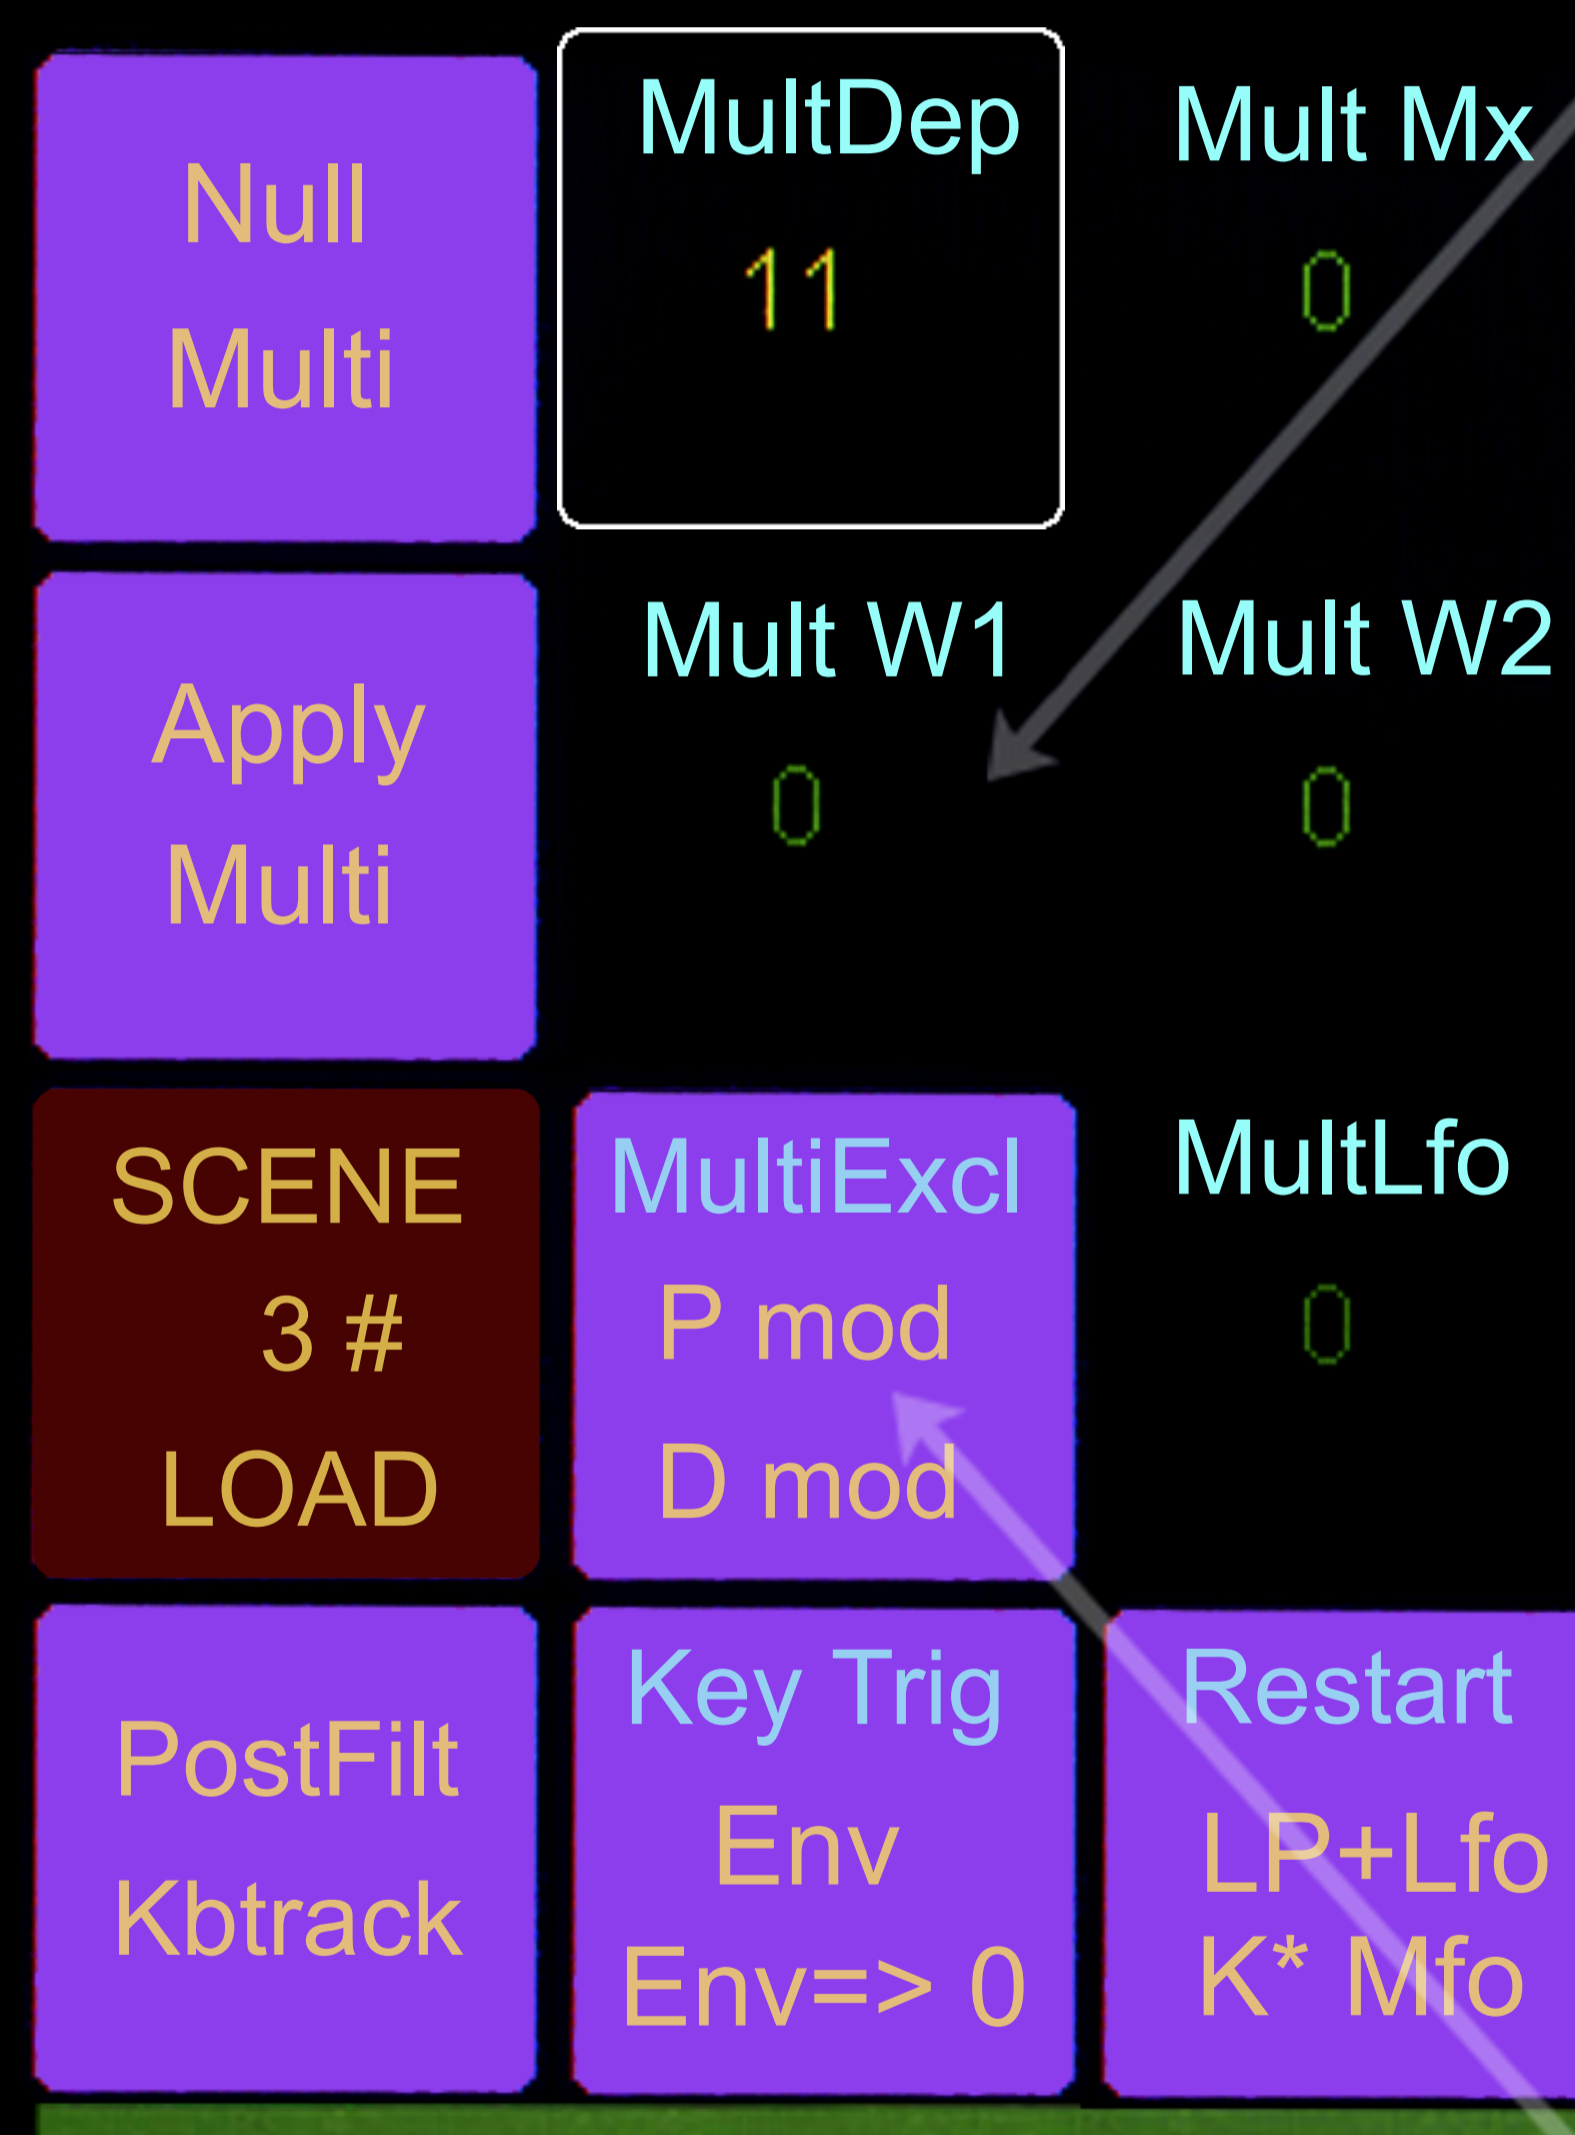 Null
Multi
MultDep
11
Mult Mx
0
Apply
Multi
Mult W1
0
Mult W2
0
SCENE
3 #
LOAD
MultiExcl
P mod
D mod
MultLfo
0
PostFilt
Kbtrack
Key Trig
Env
Env=> 0
Restart
LP+Lfo
K* Mfo